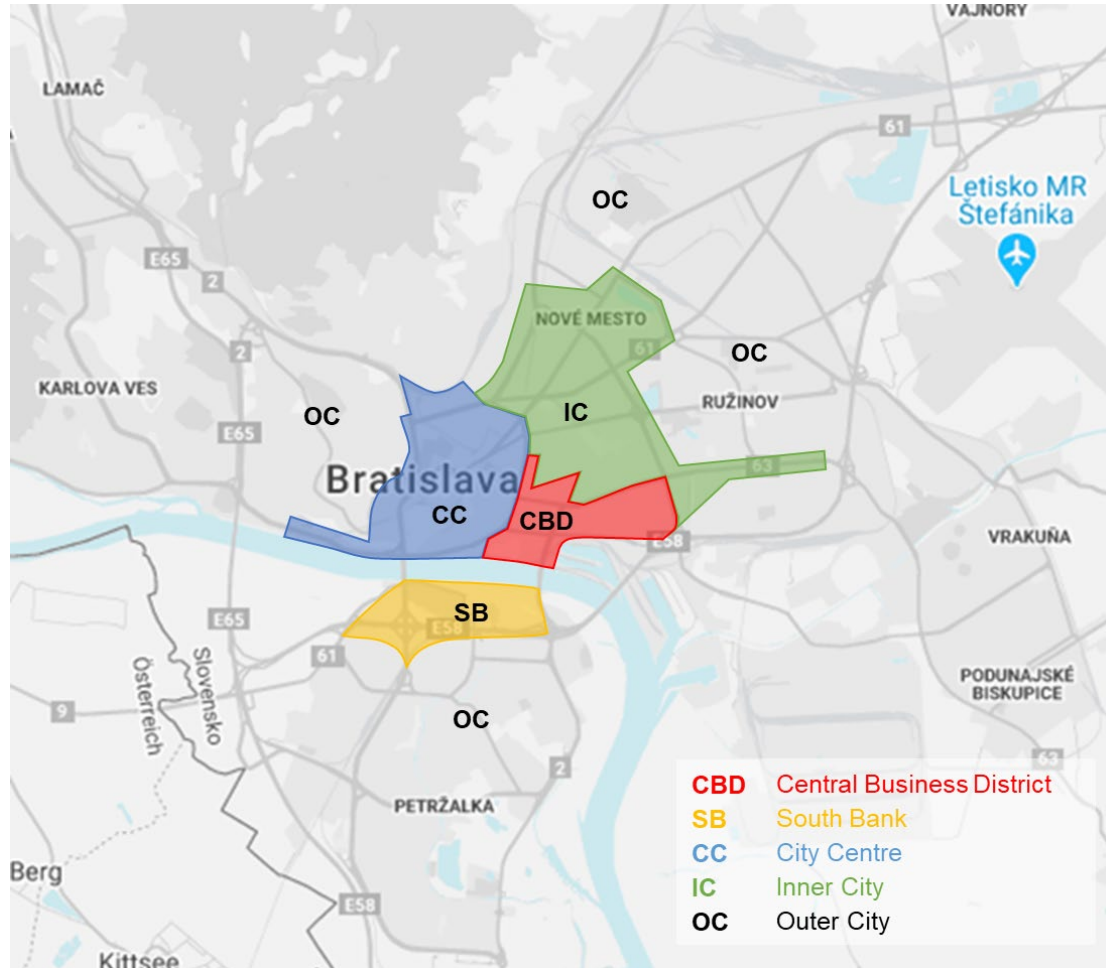 VAJNORY
LAMAČ
61
OC
Letisko MR
Štefánika
E65
2
NOVÉ MESTO
61
OC
2
KARLOVA VES
OC
IC
RUŽINOV
E65
63
Bratislava
CC
CBD
E58
VRAKUŇA
SB
E65
E58
61
Slovensko
Österreich
PODUNAJSKÉ
BISKUPICE
9
OC
63
2
PETRŽALKA
CBD Central Business District
SB South Bank
CC City Centre
IC Inner City
OC Outer City
Berg
E58
Kittsee